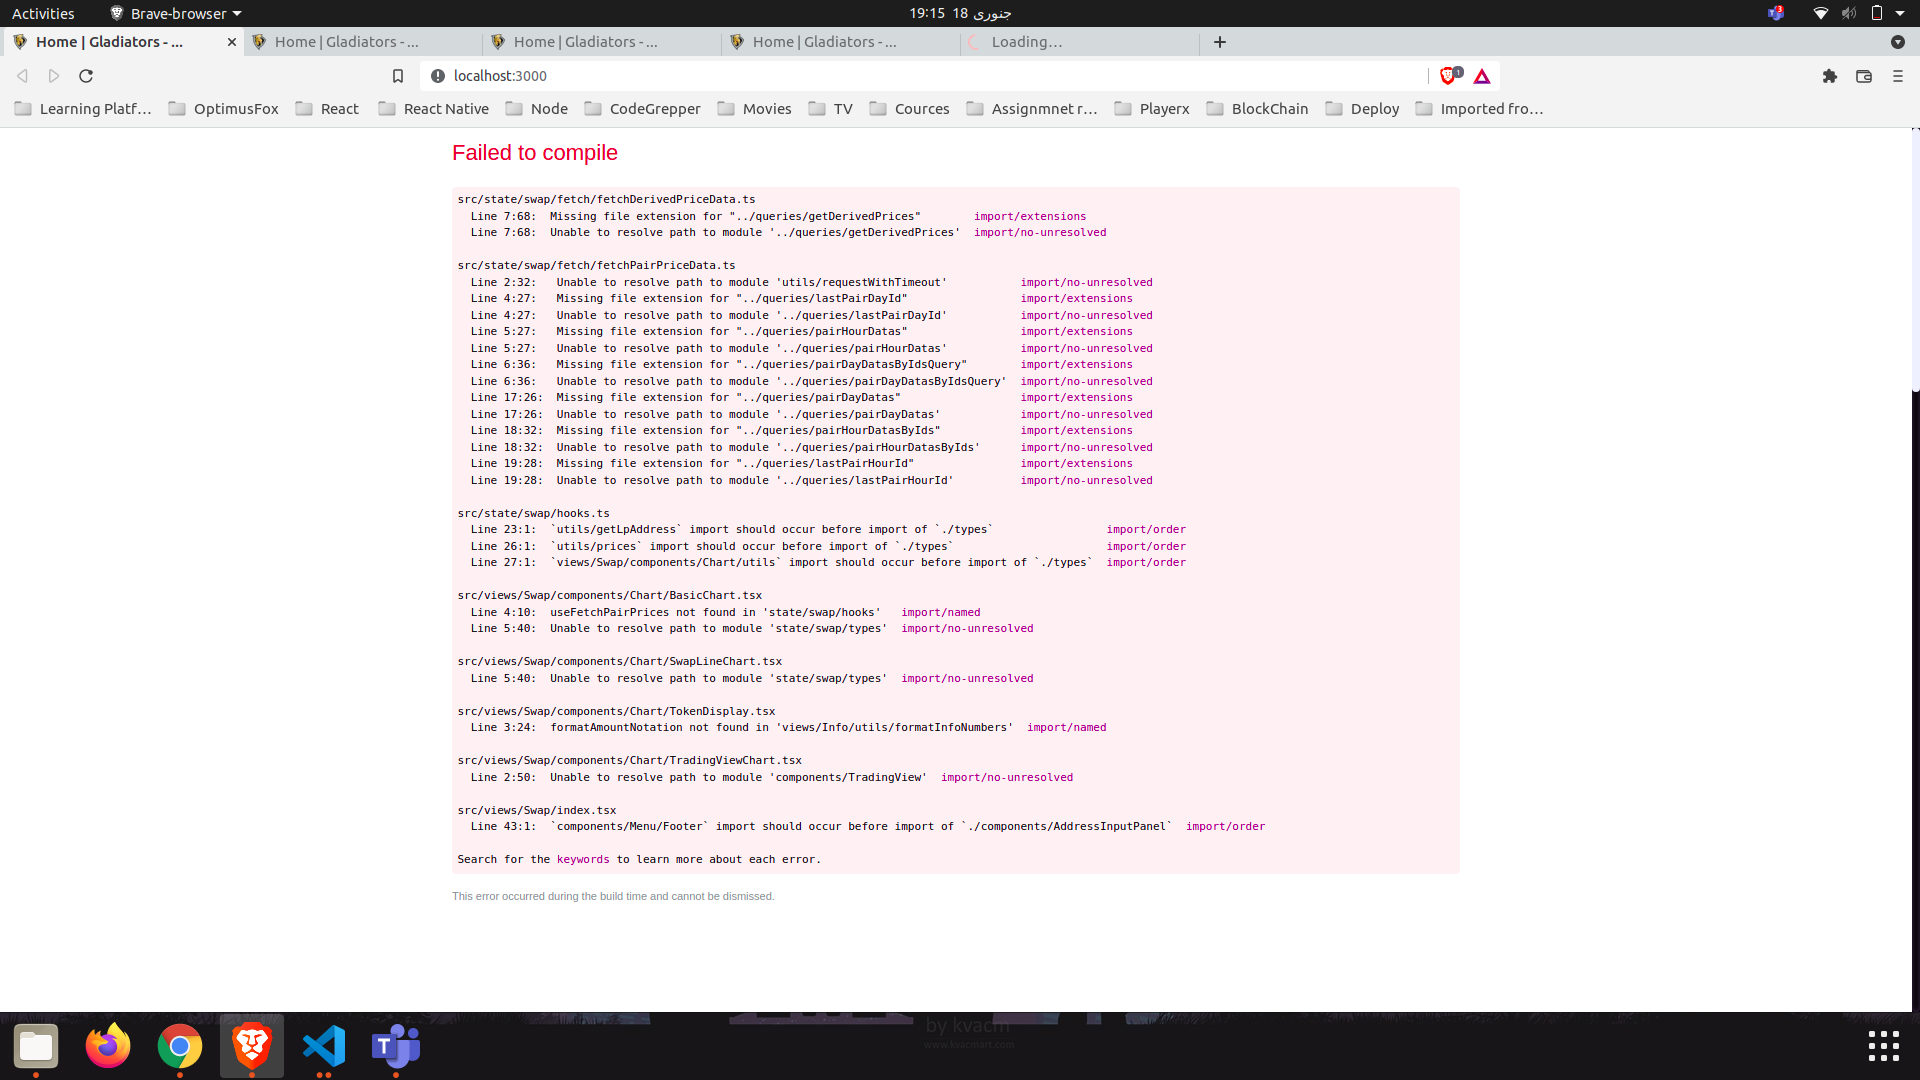 Activities
Brave-browser
19:15 18 جنوری
3
Home | Gladiators - ...
Home | Gladiators - ...
Home | Gladiators - ...
Home | Gladiators - ...
Loading...
localhost:3000
1
Learning Platf...
OptimusFox
React
React Native
Node
CodeGrepper
Movies
TV
Cources
Assignmnet r...
Playerx
BlockChain
Deploy
Imported fro...
Failed to compile
src/state/swap/fetch/fetchDerivedPriceData.ts
Line 7:68: Missing file extension for "../queries/getDerivedPrices" import/extensions
Line 7:68: Unable to resolve path to module '../queries/getDerivedPrices' import/no-unresolved
src/state/swap/fetch/fetchPairPriceData.ts
Line 2:32: Unable to resolve path to module 'utils/requestWithTimeout' import/no-unresolved
Line 4:27: Missing file extension for "../queries/lastPairDayId" import/extensions
Line 4:27: Unable to resolve path to module '../queries/lastPairDayId' import/no-unresolved
Line 5:27: Missing file extension for "../queries/pairHourDatas" import/extensions
Line 5:27: Unable to resolve path to module '../queries/pairHourDatas' import/no-unresolved
Line 6:36: Missing file extension for "../queries/pairDayDatasByIdsQuery" import/extensions
Line 6:36: Unable to resolve path to module '../queries/pairDayDatasByIdsQuery' import/no-unresolved
Line 17:26: Missing file extension for "../queries/pairDayDatas" import/extensions
Line 17:26: Unable to resolve path to module '../queries/pairDayDatas' import/no-unresolved
Line 18:32: Missing file extension for "../queries/pairHourDatasByIds" import/extensions
Line 18:32: Unable to resolve path to module '../queries/pairHourDatasByIds' import/no-unresolved
Line 19:28: Missing file extension for "../queries/lastPairHourId" import/extensions
Line 19:28: Unable to resolve path to module '../queries/lastPairHourId' import/no-unresolved
src/state/swap/hooks.ts
Line 23:1: `utils/getLpAddress` import should occur before import of `./types` import/order
Line 26:1: `utils/prices` import should occur before import of `./types` import/order
Line 27:1: `views/Swap/components/Chart/utils` import should occur before import of `./types` import/order
src/views/Swap/components/Chart/BasicChart.tsx
Line 4:10: useFetchPairPrices not found in 'state/swap/hooks' import/named
Line 5:40: Unable to resolve path to module 'state/swap/types' import/no-unresolved
src/views/Swap/components/Chart/SwapLineChart.tsx
Line 5:40: Unable to resolve path to module 'state/swap/types' import/no-unresolved
src/views/Swap/components/Chart/TokenDisplay.tsx
Line 3:24: formatAmountNotation not found in 'views/Info/utils/formatInfoNumbers' import/named
src/views/Swap/components/Chart/TradingViewChart.tsx
Line 2:50: Unable to resolve path to module 'components/TradingView' import/no-unresolved
src/views/Swap/index.tsx
Line 43:1: `components/Menu/Footer` import should occur before import of `./components/AddressInputPanel` import/order
Search for the keywords to learn more about each error.
This error occurred during the build time and cannot be dismissed.
by kvacm
www.kvacmart.com
T